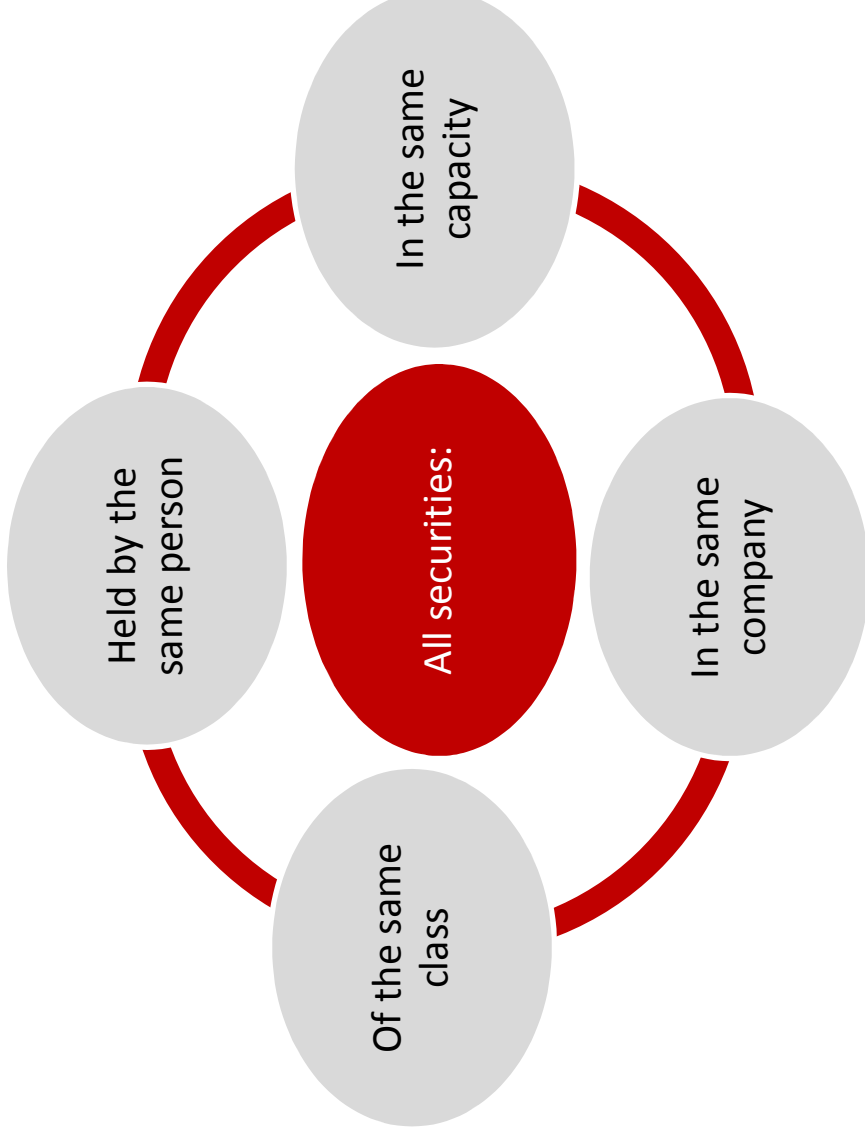 All securities:
Held by the
same person
In the same
capacity
In the same
company
Of the same
class